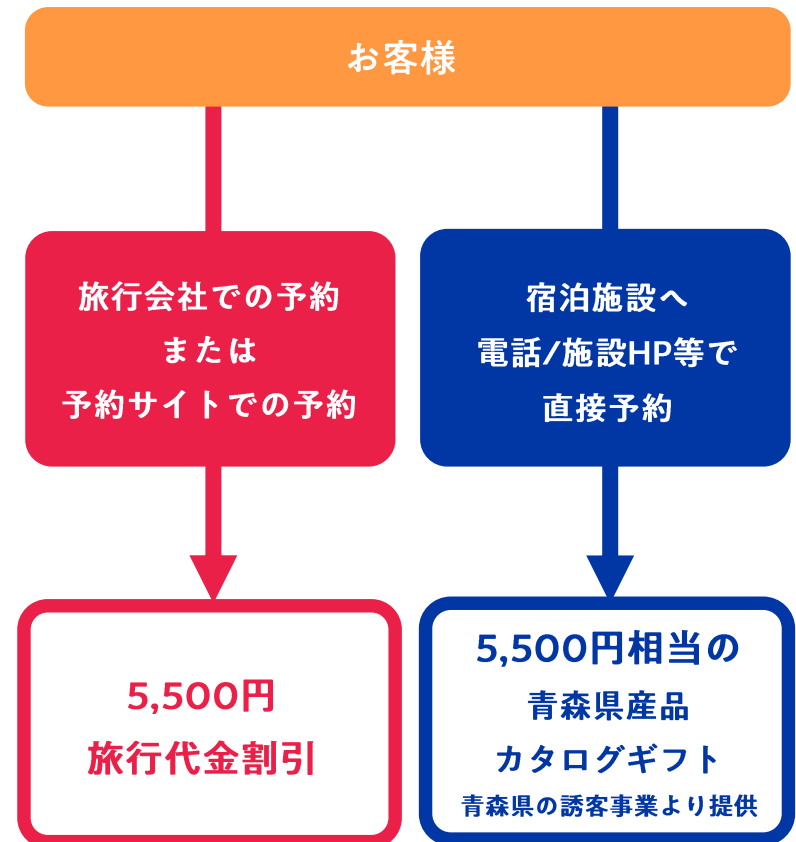 お客様
旅行会社での予約
または
予約サイトでの予約
宿泊施設へ
電話/施設HP等で
直接予約
5,500円
旅行代金割引
5,500円相当の
青森県産品
カタログギフト
青森県の誘客事業より提供